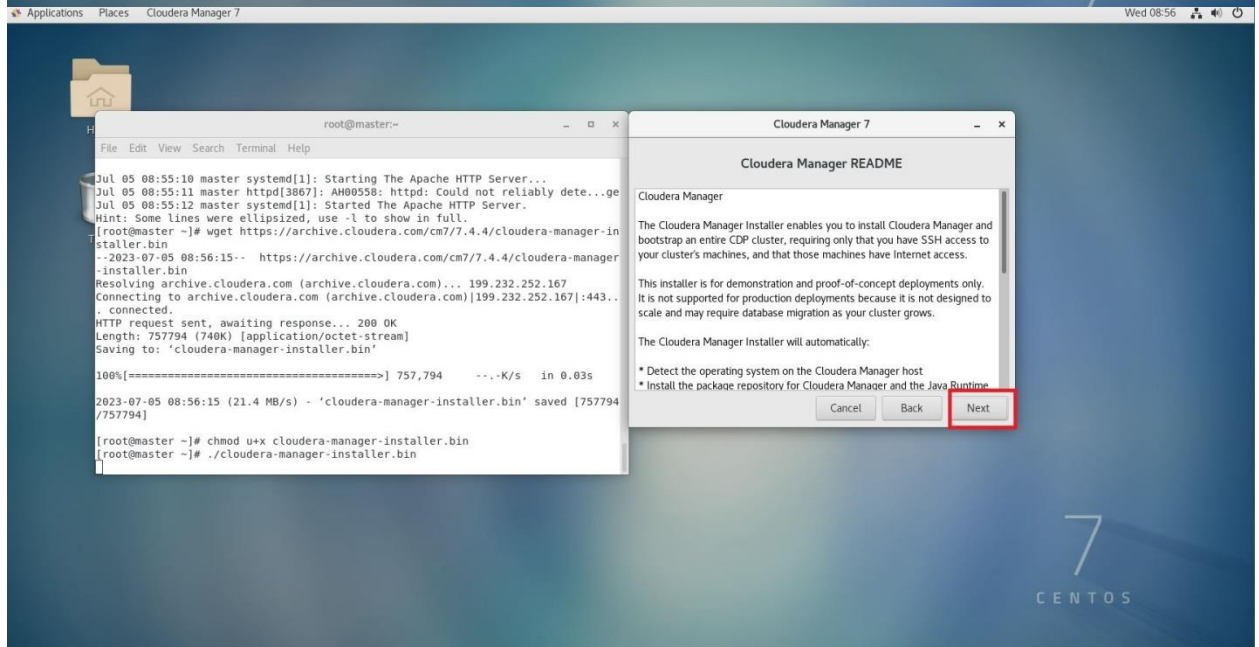 Applications Places Cloudera Manager 7 Wed 08:56
H
T
root@master:~
File Edit View Search Terminal Help
Jul 05 08:55:10 master systemd[1]: Starting The Apache HTTP Server...
Jul 05 08:55:11 master httpd[3867]: AH00558: httpd: Could not reliably dete...ge
Jul 05 08:55:12 master systemd[1]: Started The Apache HTTP Server.
Hint: Some lines were ellipsized, use -l to show in full.
[root@master ~]# wget https://archive.cloudera.com/cm7/7.4.4/cloudera-manager-in
staller.bin
--2023-07-05 08:56:15-- https://archive.cloudera.com/cm7/7.4.4/cloudera-manager
-installer.bin
Resolving archive.cloudera.com (archive.cloudera.com)... 199.232.252.167
Connecting to archive.cloudera.com (archive.cloudera.com)|199.232.252.167|:443..
. connected.
HTTP request sent, awaiting response... 200 OK
Length: 757794 (740K) [application/octet-stream]
Saving to: ‘cloudera-manager-installer.bin’
100%[======================================>] 757,794 --.-K/s in 0.03s
2023-07-05 08:56:15 (21.4 MB/s) - ‘cloudera-manager-installer.bin’ saved [757794
/757794]
[root@master ~]# chmod u+x cloudera-manager-installer.bin
[root@master ~]# ./cloudera-manager-installer.bin
Cloudera Manager 7
Cloudera Manager README
Cloudera Manager
The Cloudera Manager Installer enables you to install Cloudera Manager and
bootstrap an entire CDP cluster, requiring only that you have SSH access to
your cluster's machines, and that those machines have Internet access.
This installer is for demonstration and proof-of-concept deployments only.
It is not supported for production deployments because it is not designed to
scale and may require database migration as your cluster grows.
The Cloudera Manager Installer will automatically:
* Detect the operating system on the Cloudera Manager host
* Install the package repository for Cloudera Manager and the Java Runtime
Cancel Back Next
7
CENTOS